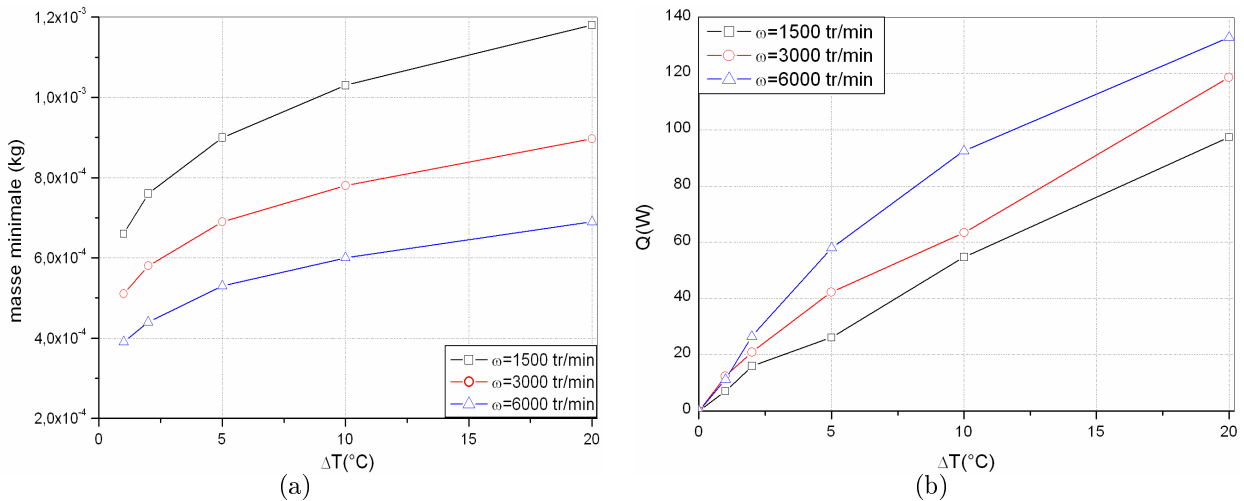 masse minimale (kg)
1,2x10⁻³
1,0x10⁻³
8,0x10⁻⁴
6,0x10⁻⁴
4,0x10⁻⁴
2,0x10⁻⁴
0
5
10
15
20
ΔT(°C)
ω=1500 tr/min
ω=3000 tr/min
ω=6000 tr/min
(a)
Q(W)
140
120
100
80
60
40
20
0
0
5
10
15
20
ΔT(°C)
ω=1500 tr/min
ω=3000 tr/min
ω=6000 tr/min
(b)